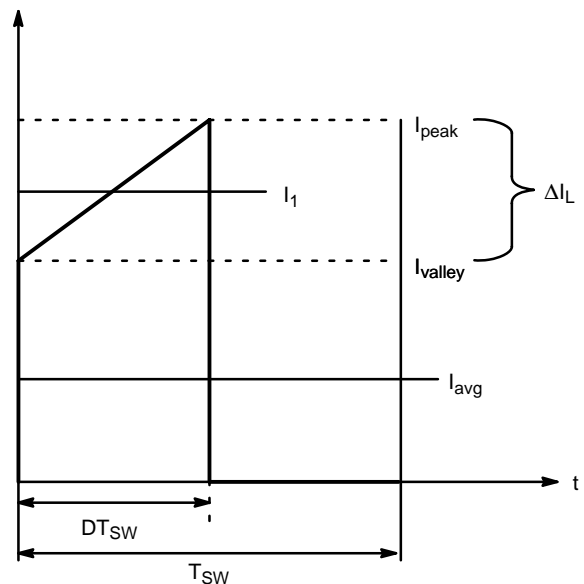 I_peak
ΔI_L
I_1
I_valley
I_avg
t
DT_SW
T_SW